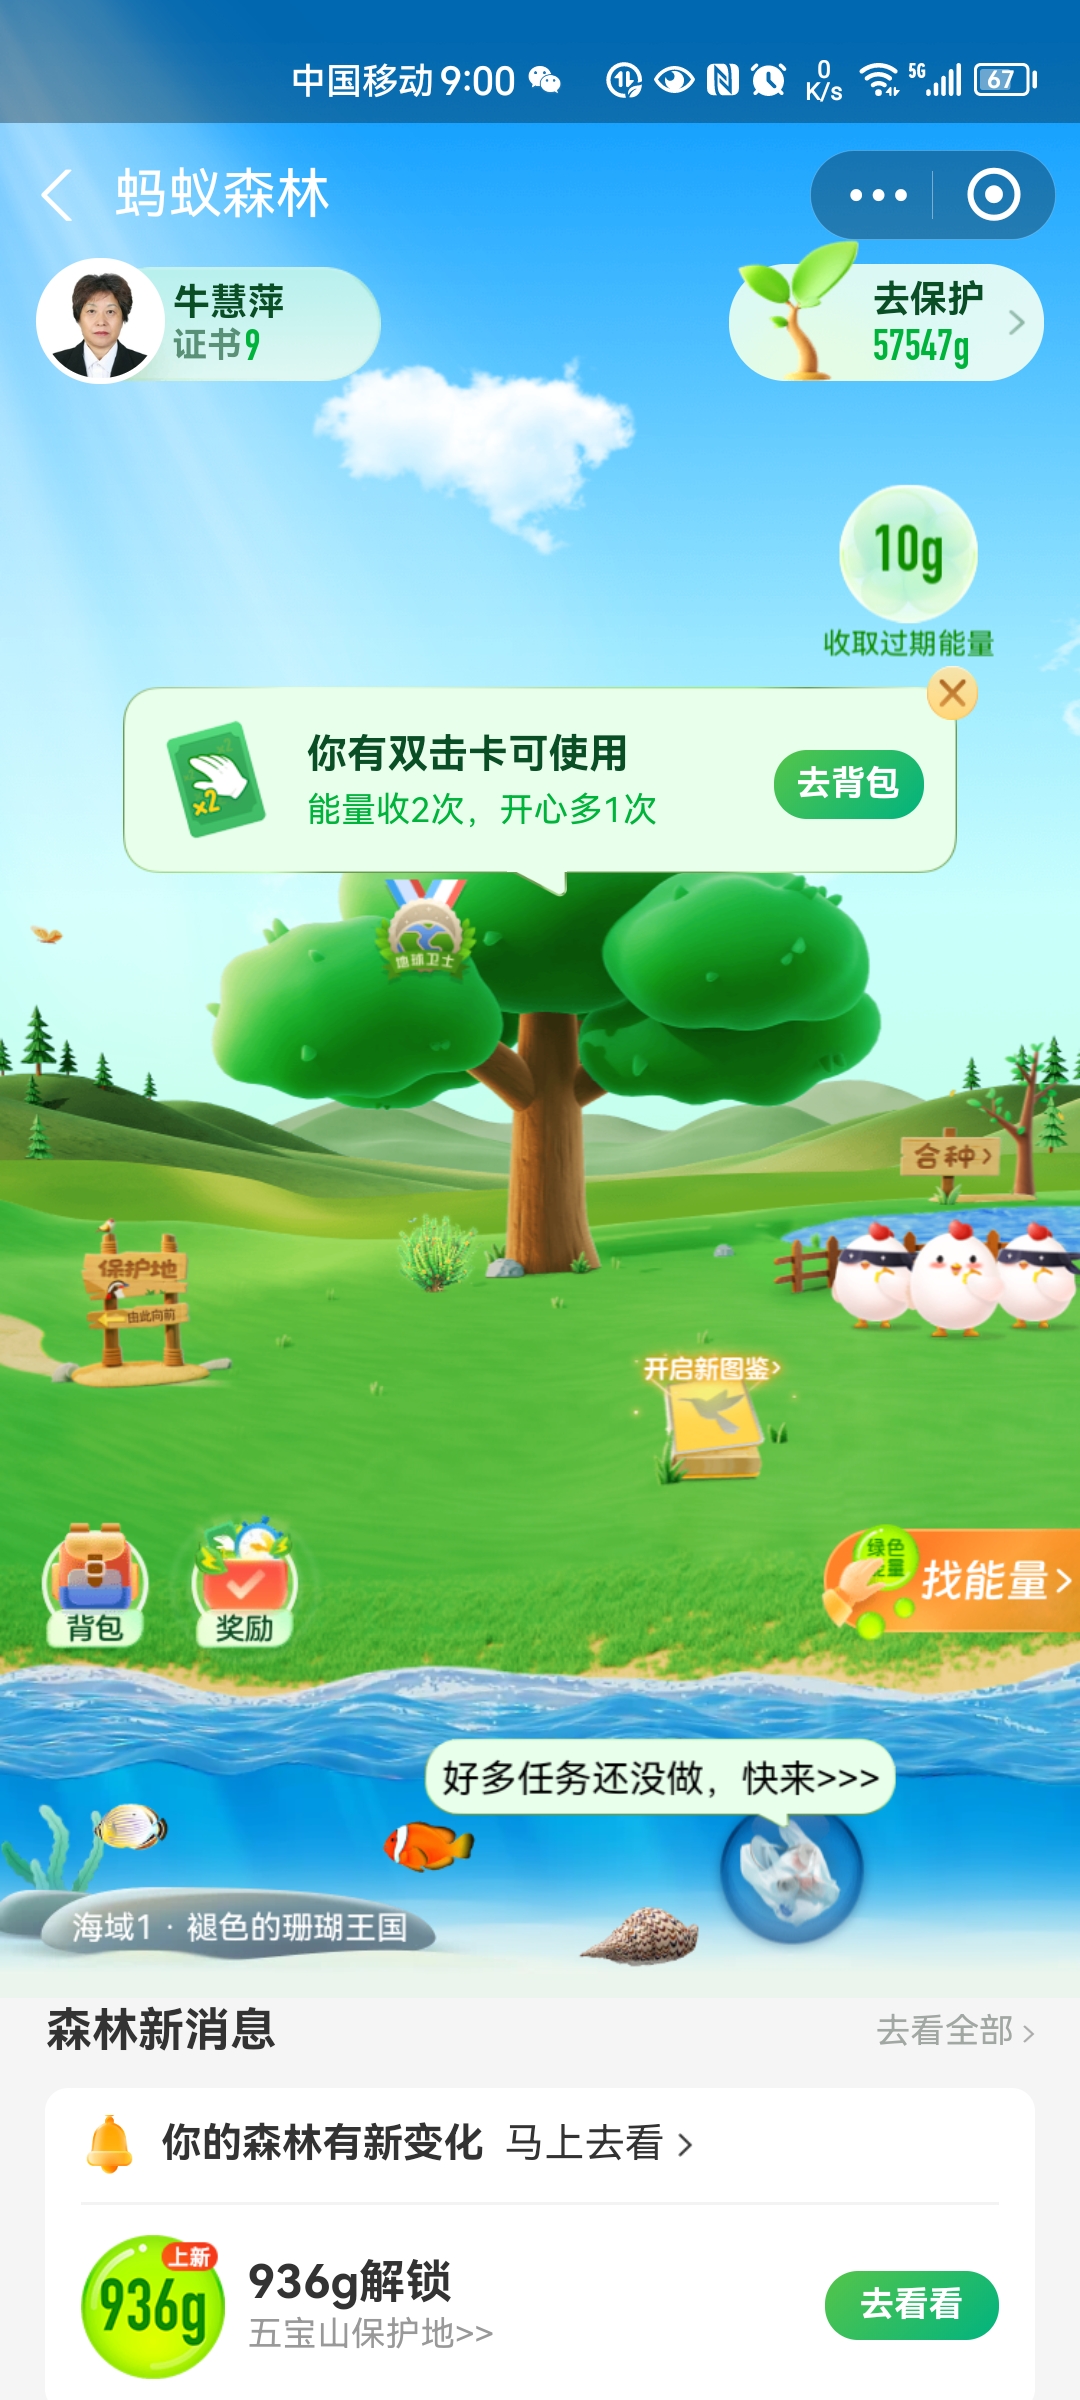 中国移动 9:00
0 K/s
5G
67
蚂蚁森林
牛慧萍
证书9
去保护
57547g
10g
收取过期能量
你有双击卡可使用
能量收2次，开心多1次
去背包
x2
地球卫士
合种>
保护地
由此向前
开启新图鉴>
背包
奖励
绿色
能量
找能量>
好多任务还没做，快来>>>
海域1 · 褪色的珊瑚王国
森林新消息
去看全部 >
你的森林有新变化 马上去看 >
上新
936g
936g解锁
五宝山保护地>>
去看看